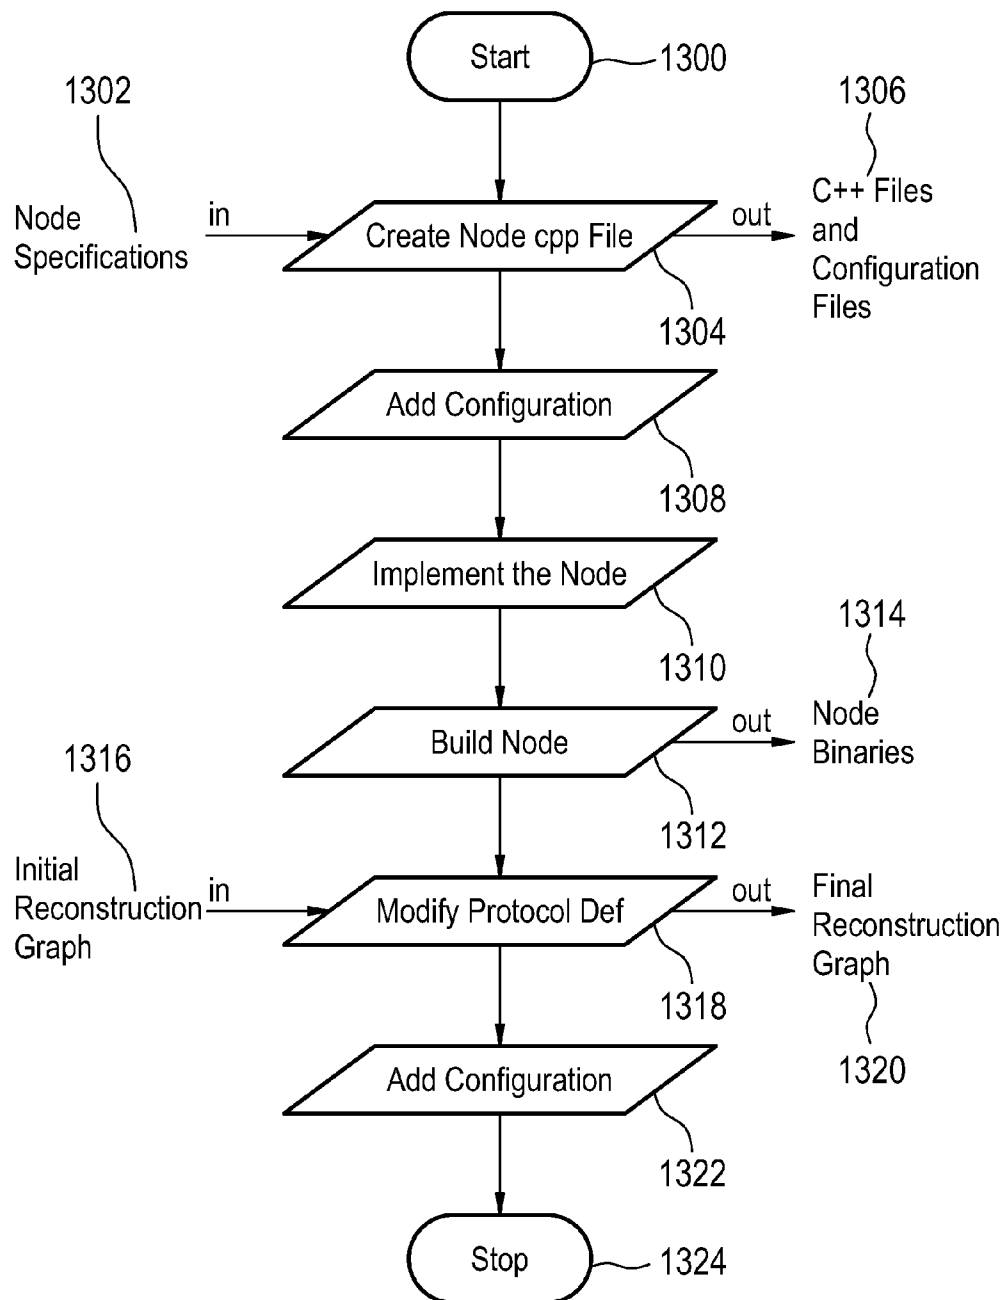 Start
1300
1302
1306
Node
Specifications
in
Create Node cpp File
out
C++ Files
and
Configuration
Files
1304
Add Configuration
1308
Implement the Node
1310
1314
Build Node
out
Node
Binaries
1312
1316
Initial
Reconstruction
Graph
in
Modify Protocol Def
out
Final
Reconstruction
Graph
1318
1320
Add Configuration
1322
Stop
1324